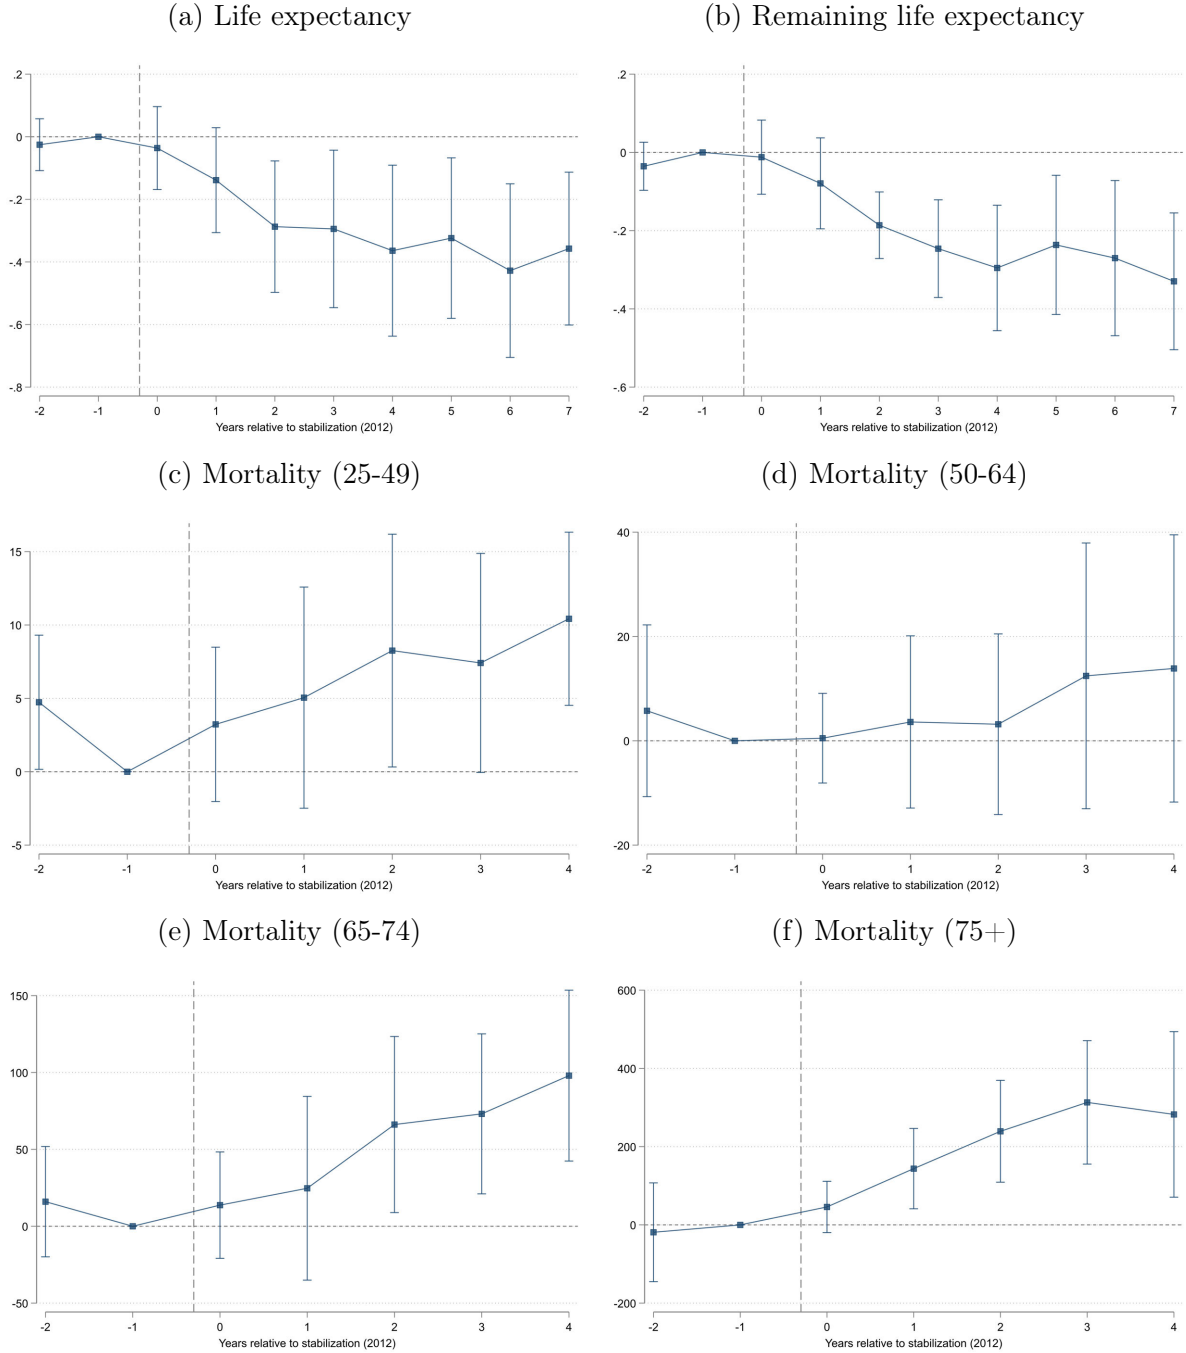 (a) Life expectancy
(b) Remaining life expectancy
.2
0
-.2
-.4
-.6
-.8
-2 -1 0 1 2 3 4 5 6 7
Years relative to stabilization (2012)
.2
0
-.2
-.4
-.6
-2 -1 0 1 2 3 4 5 6 7
Years relative to stabilization (2012)
(c) Mortality (25-49)
(d) Mortality (50-64)
15
10
5
0
-5
-2 -1 0 1 2 3 4
Years relative to stabilization (2012)
40
20
0
-20
-2 -1 0 1 2 3 4
Years relative to stabilization (2012)
(e) Mortality (65-74)
(f) Mortality (75+)
150
100
50
0
-50
-2 -1 0 1 2 3 4
Years relative to stabilization (2012)
600
400
200
0
-200
-2 -1 0 1 2 3 4
Years relative to stabilization (2012)